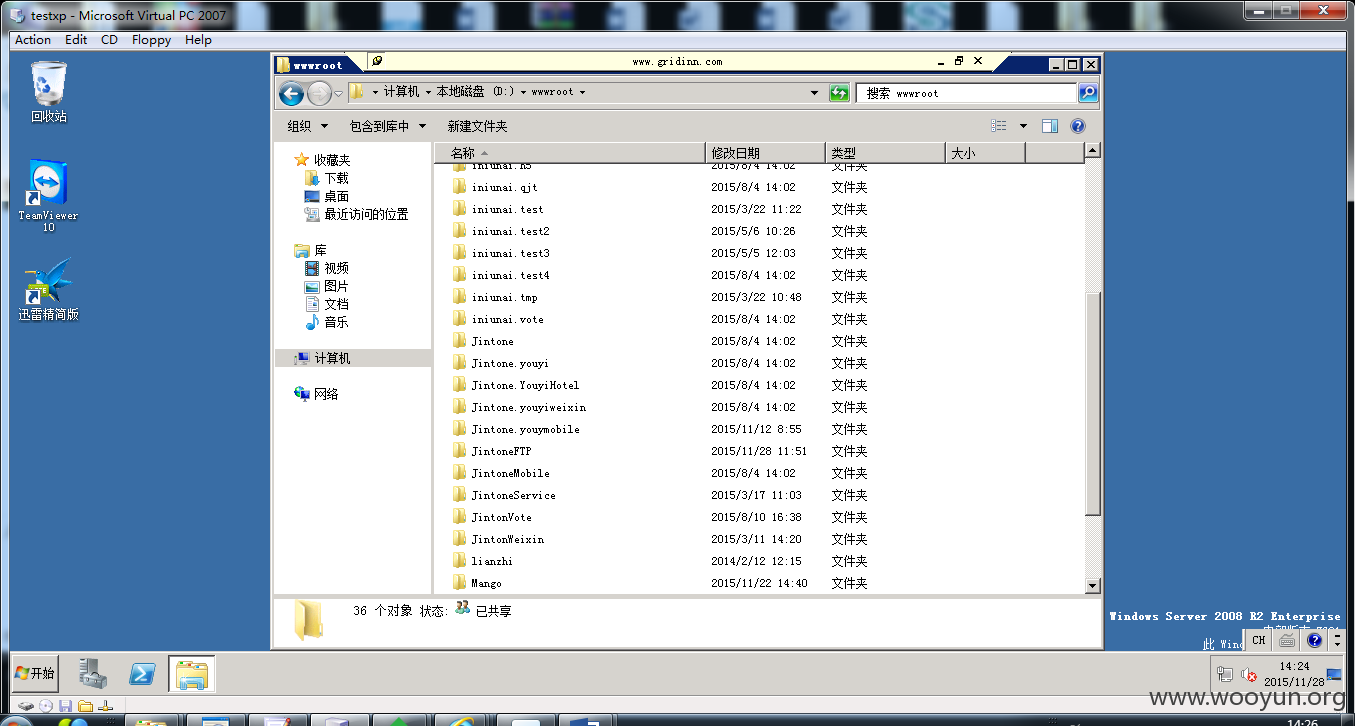 testxp - Microsoft Virtual PC 2007
Action Edit CD Floppy Help
回收站
TeamViewer 10
迅雷精简版
wwwroot
www.gridinn.com
计算机 本地磁盘 (D:) wwwroot
搜索 wwwroot
组织 包含到库中 新建文件夹
收藏夹
下载
桌面
最近访问的位置
库
视频
图片
文档
音乐
计算机
网络
名称 修改日期 类型 大小
iniunai.h5 2015/8/4 14:02 文件夹
iniunai.qjt 2015/8/4 14:02 文件夹
iniunai.test 2015/3/22 11:22 文件夹
iniunai.test2 2015/5/6 10:26 文件夹
iniunai.test3 2015/5/5 12:03 文件夹
iniunai.test4 2015/8/4 14:02 文件夹
iniunai.tmp 2015/3/22 10:48 文件夹
iniunai.vote 2015/8/4 14:02 文件夹
Jintone 2015/8/4 14:02 文件夹
Jintone.youyi 2015/8/4 14:02 文件夹
Jintone.YouyiHotel 2015/8/4 14:02 文件夹
Jintone.youyiweixin 2015/8/4 14:02 文件夹
Jintone.youymobile 2015/11/12 8:55 文件夹
JintoneFTP 2015/11/28 11:51 文件夹
JintoneMobile 2015/8/4 14:02 文件夹
JintoneService 2015/3/17 11:03 文件夹
JintonVote 2015/8/10 16:38 文件夹
JintonWeixin 2015/3/11 14:20 文件夹
lianzhi 2014/2/12 12:15 文件夹
Mango 2015/11/22 14:40 文件夹
36 个对象 状态: 已共享
Windows Server 2008 R2 Enterprise
此 Wind
CH
开始
14:24
2015/11/28
www.wooyun.org
14:26